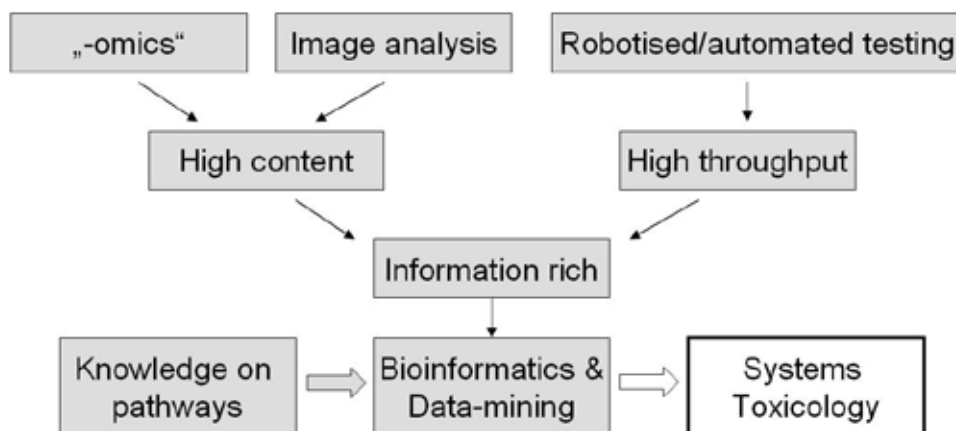 „-omics“
Image analysis
Robotised/automated testing
High content
High throughput
Information rich
Knowledge on
pathways
Bioinformatics &
Data-mining
Systems
Toxicology